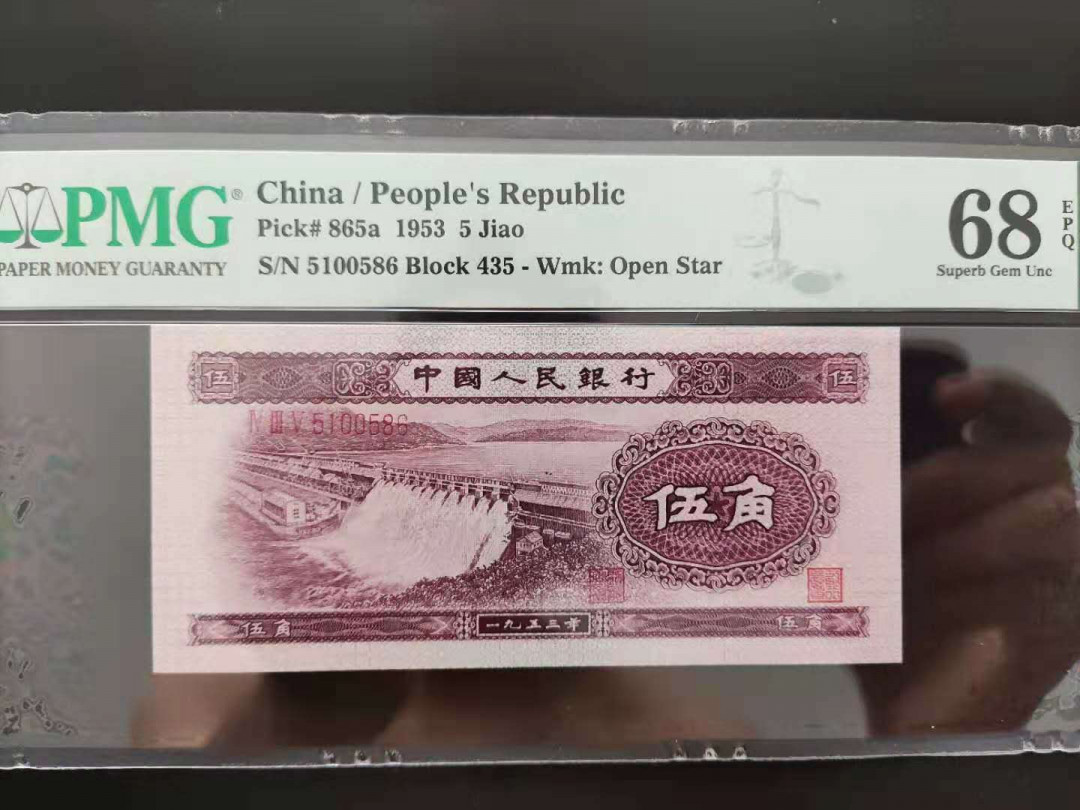 PMG®
PAPER MONEY GUARANTY
China / People's Republic
Pick# 865a 1953 5 Jiao
S/N 5100586 Block 435 - Wmk: Open Star
68
EPQ
Superb Gem Unc
伍 中國人民銀行 伍
Ⅳ Ⅲ Ⅴ 5100586
伍角
伍角 一九五三年 伍角